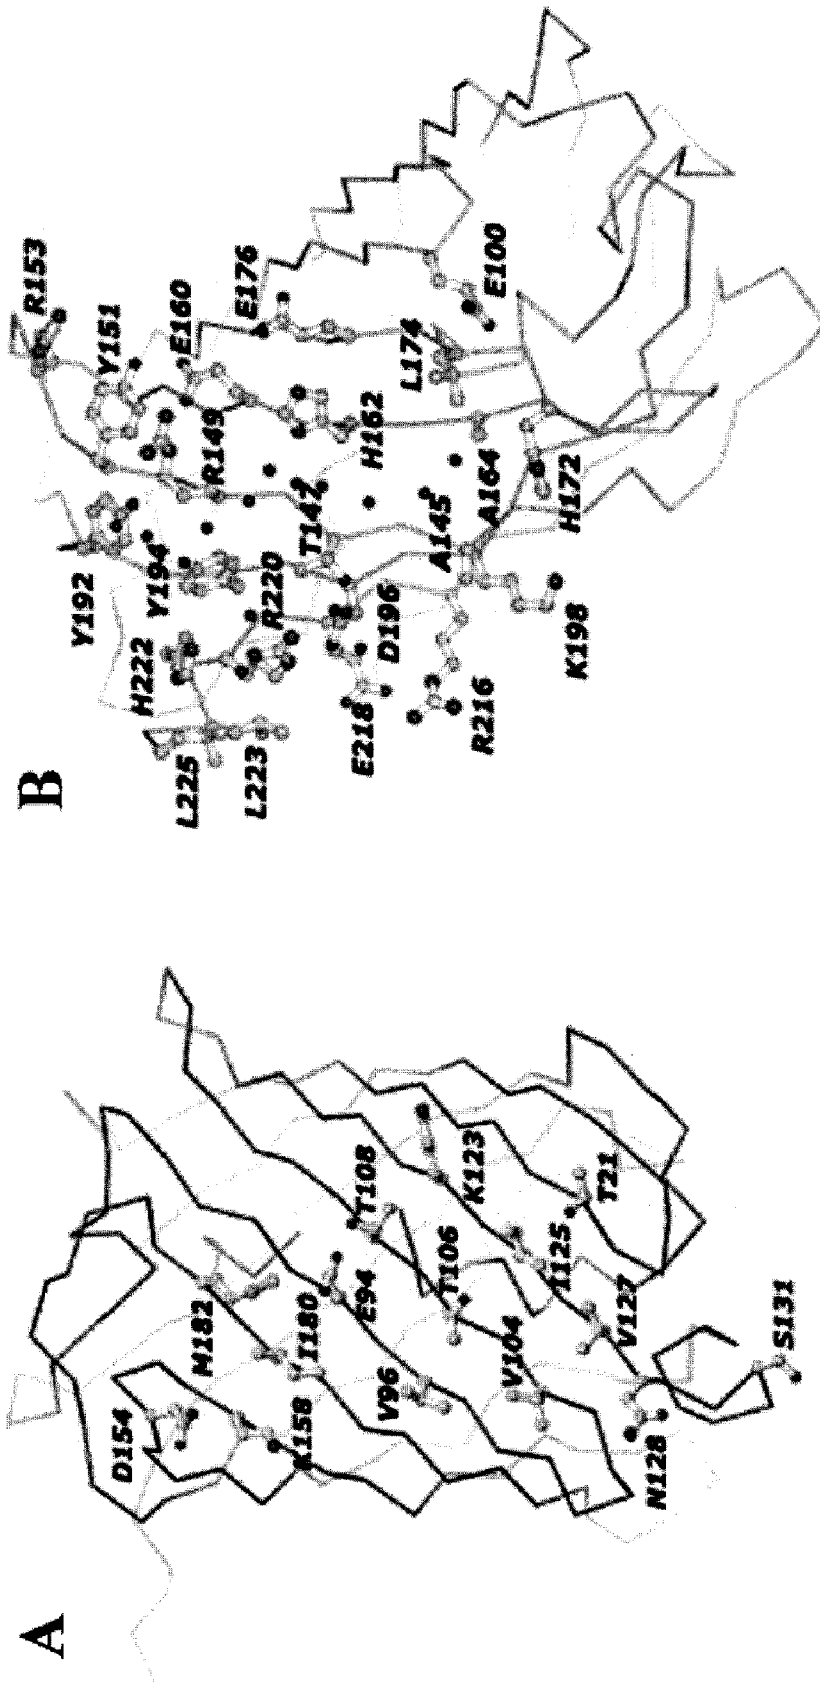 A
D154
M182
K158
I180
E94
T108
V96
T106
K123
V104
I125
T21
V127
N128
S131
B
R153
Y151
E160
E176
Y192
Y194
R149
H222
R220
T147
H162
L174
E100
L225
L223
D196
A145
A164
H172
E218
R216
K198